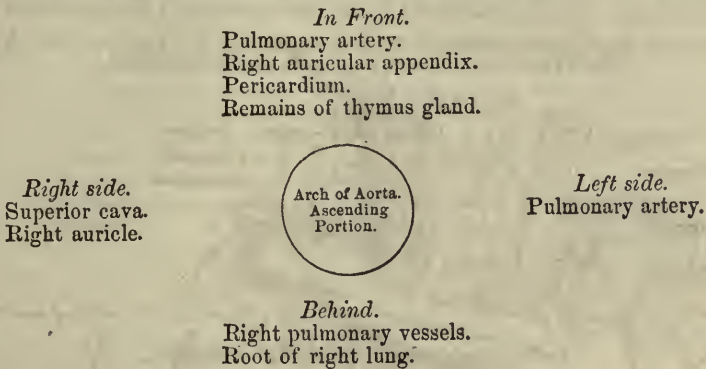 In Front.
Pulmonary artery.
Right auricular appendix.
Pericardium.
Remains of thymus gland.
Right side.
Superior cava.
Right auricle.
Arch of Aorta.
Ascending
Portion.
Left side.
Pulmonary artery.
Behind.
Right pulmonary vessels.
Root of right lung.